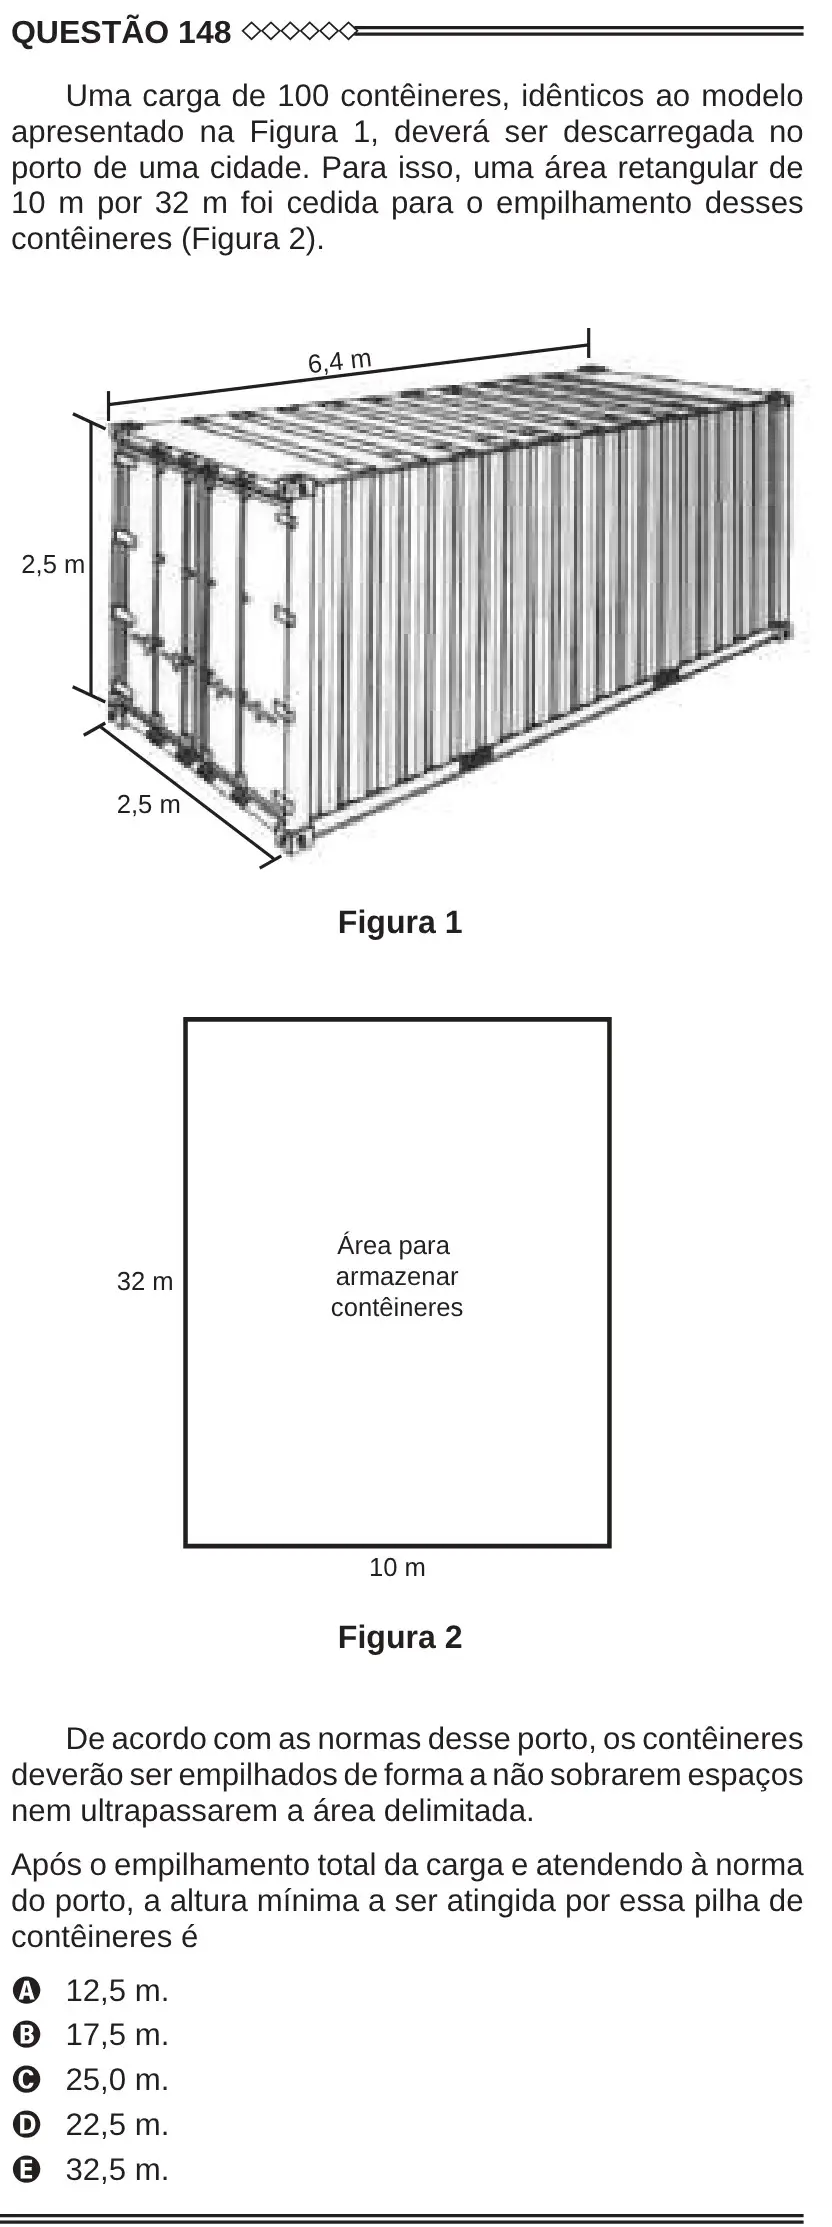 QUESTÃO 148
Uma carga de 100 contêineres, idênticos ao modelo
apresentado na Figura 1, deverá ser descarregada no
porto de uma cidade. Para isso, uma área retangular de
10 m por 32 m foi cedida para o empilhamento desses
contêineres (Figura 2).
6,4 m
2,5 m
2,5 m
Figura 1
Área para
armazenar
contêineres
32 m
10 m
Figura 2
De acordo com as normas desse porto, os contêineres
deverão ser empilhados de forma a não sobrarem espaços
nem ultrapassarem a área delimitada.
Após o empilhamento total da carga e atendendo à norma
do porto, a altura mínima a ser atingida por essa pilha de
contêineres é
A 12,5 m.
B 17,5 m.
C 25,0 m.
D 22,5 m.
E 32,5 m.